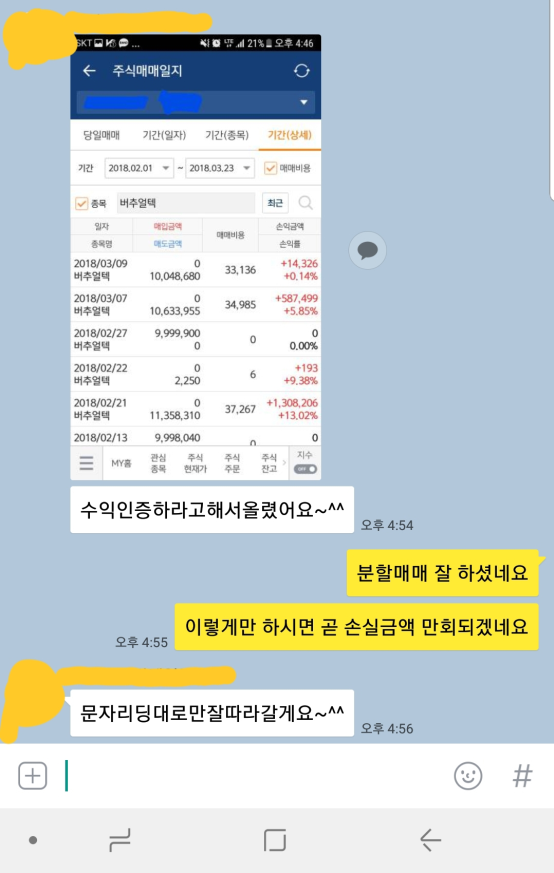 SKT ... 21% 오후 4:46
주식매매일지
당일매매 기간(일자) 기간(종목) 기간(상세)
기간 2018.02.01 ~ 2018.03.23 매매비용
종목 버추얼텍 최근
일자 매입금액 매매비용 손익금액
종목명 매도금액 손익률
2018/03/09 0 33,136 +14,326
버추얼텍 10,048,680 +0.14%
2018/03/07 0 34,985 +587,499
버추얼텍 10,633,955 +5.85%
2018/02/27 9,999,900 0 0
버추얼텍 0 0.00%
2018/02/22 0 6 +193
버추얼텍 2,250 +9.38%
2018/02/21 0 37,267 +1,308,206
버추얼텍 11,358,310 +13.02%
2018/02/13 9,998,040 0 0
MY홈 관심종목 주식현재가 주식주문 주식잔고 지수 OFF
수익인증하라고해서올렸어요~^^
오후 4:54
분할매매 잘 하셨네요
이렇게만 하시면 곧 손실금액 만회되겠네요
오후 4:55
문자리딩대로만잘따라갈게요~^^
오후 4:56
#